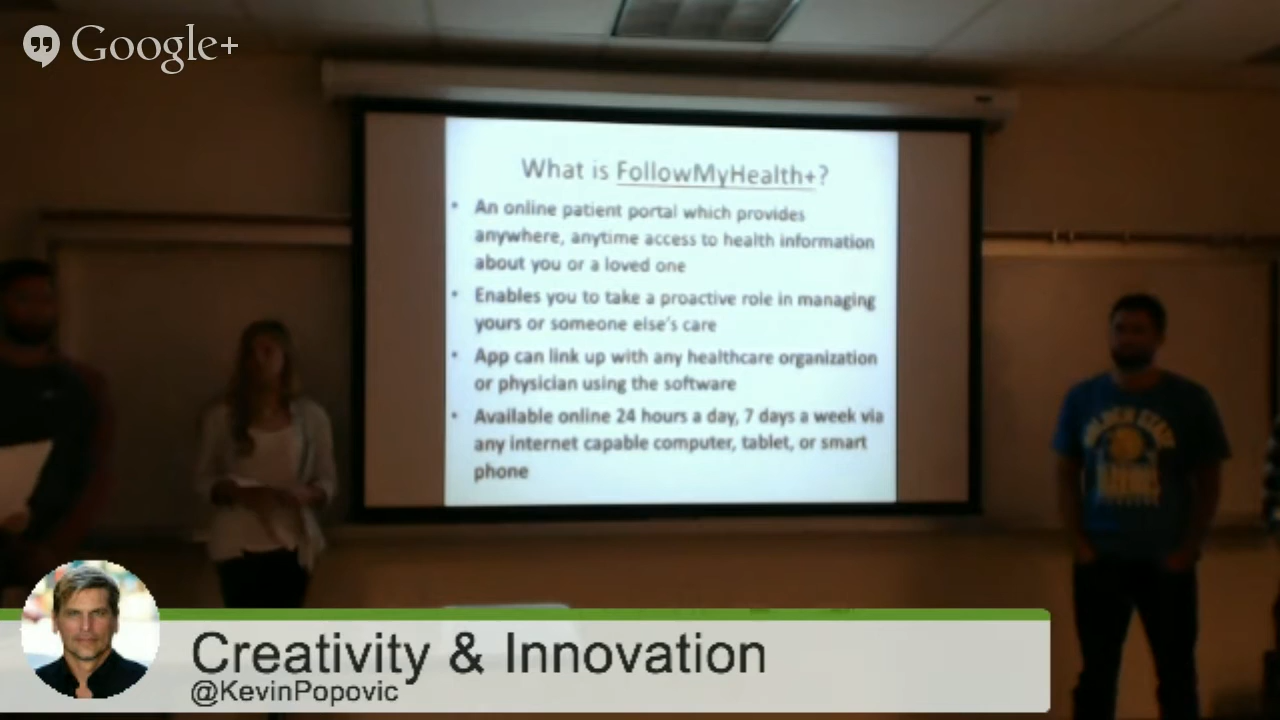 Google+
What is FollowMyHealth+?
• An online patient portal which provides
anywhere, anytime access to health information
about you or a loved one
• Enables you to take a proactive role in managing
yours or someone else's care
• App can link up with any healthcare organization
or physician using the software
• Available online 24 hours a day, 7 days a week via
any internet capable computer, tablet, or smart
phone
GOLDEN STATE
WARRIORS
Creativity & Innovation
@KevinPopovic